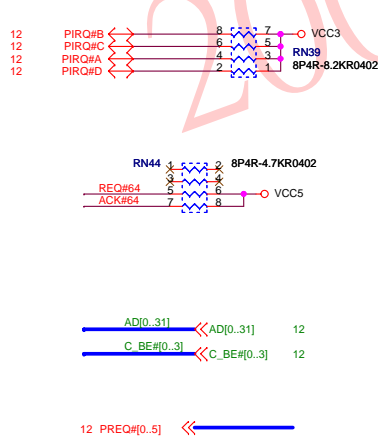 12 PIRQ#B 8 7 VCC3
12 PIRQ#C 6 5 RN39
12 PIRQ#A 4 3 8P4R-8.2KR0402
12 PIRQ#D 2 1
RN44 1 2 8P4R-4.7KR0402
3 4
REQ#64 5 6 VCC5
ACK#64 7 8
AD[0..31] AD[0..31] 12
C_BE#[0..3] C_BE#[0..3] 12
12 PREQ#[0..5]